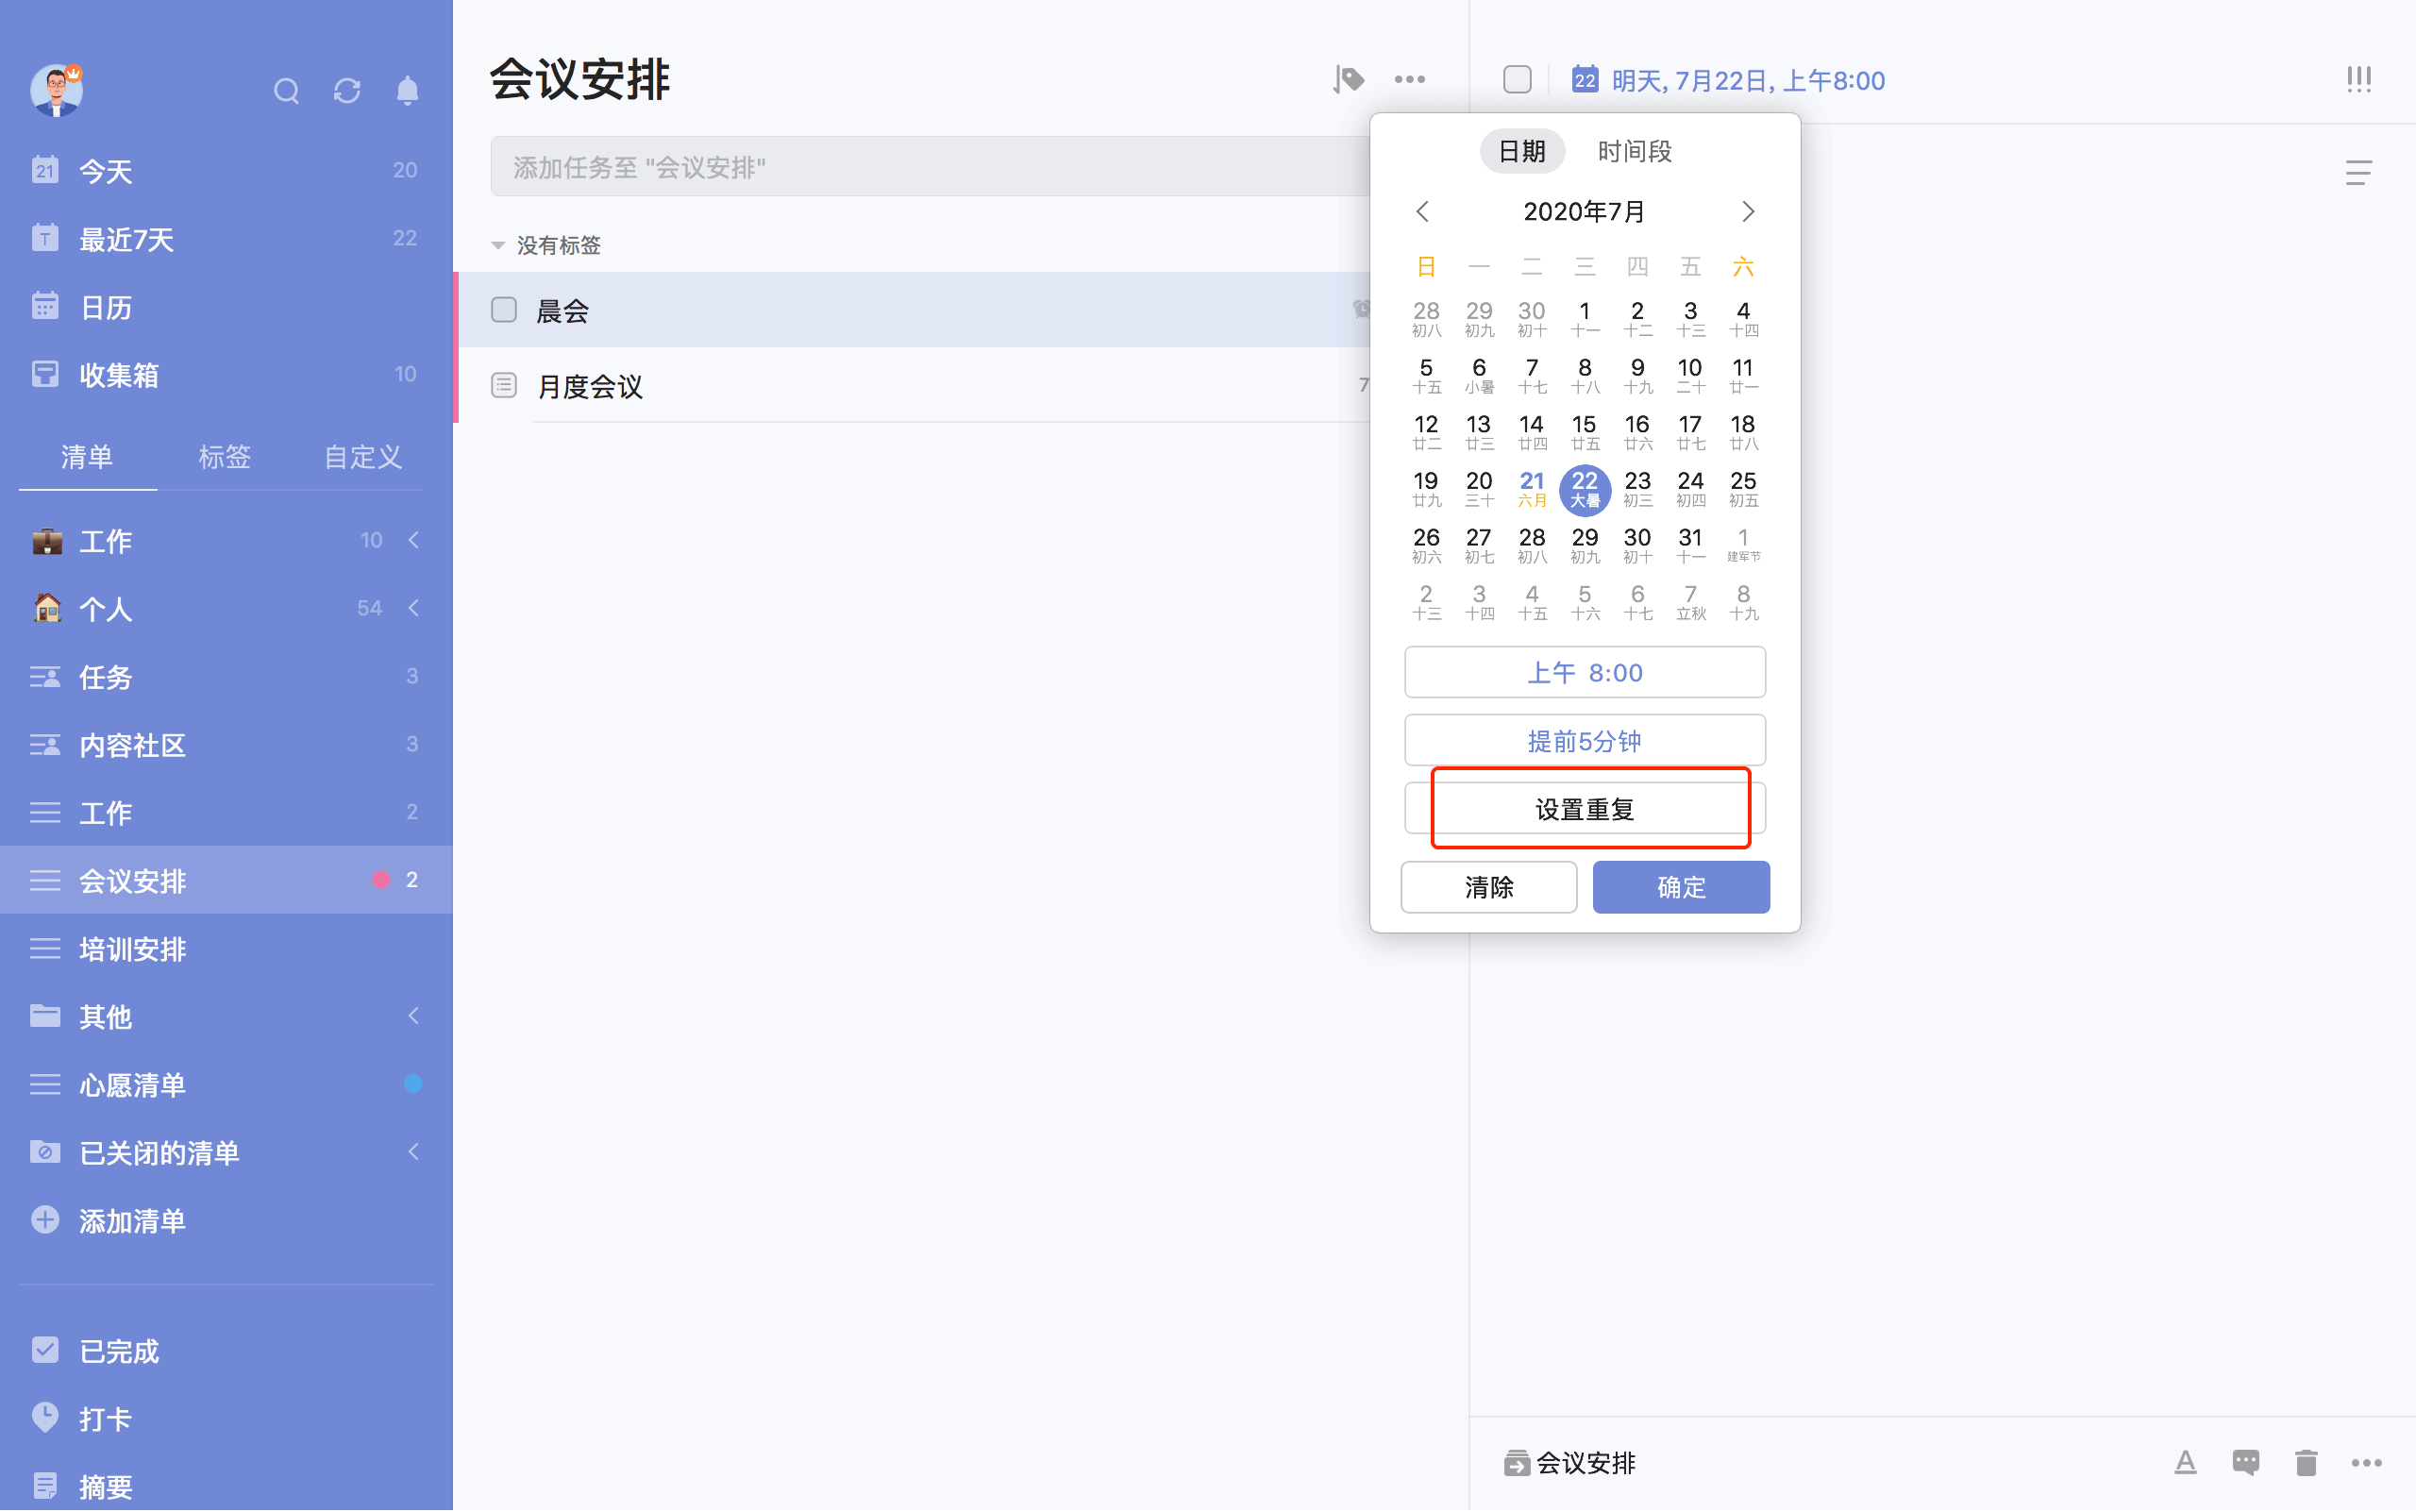 21 今天 20
T 最近7天 22
日历
收集箱 10
清单 标签 自定义
工作 10
个人 54
任务 3
内容社区 3
工作 2
会议安排 2
培训安排
其他
心愿清单
已关闭的清单
添加清单
已完成
打卡
摘要
会议安排
添加任务至 "会议安排"
没有标签
晨会
月度会议 7
22 明天, 7月22日, 上午8:00
日期 时间段
2020年7月
日 一 二 三 四 五 六
28 29 30 1 2 3 4
初八 初九 初十 十一 十二 十三 十四
5 6 7 8 9 10 11
十五 小暑 十七 十八 十九 二十 廿一
12 13 14 15 16 17 18
廿二 廿三 廿四 廿五 廿六 廿七 廿八
19 20 21 22 23 24 25
廿九 三十 六月 大暑 初三 初四 初五
26 27 28 29 30 31 1
初六 初七 初八 初九 初十 十一 建军节
2 3 4 5 6 7 8
十三 十四 十五 十六 十七 立秋 十九
上午 8:00
提前5分钟
设置重复
清除 确定
会议安排
A